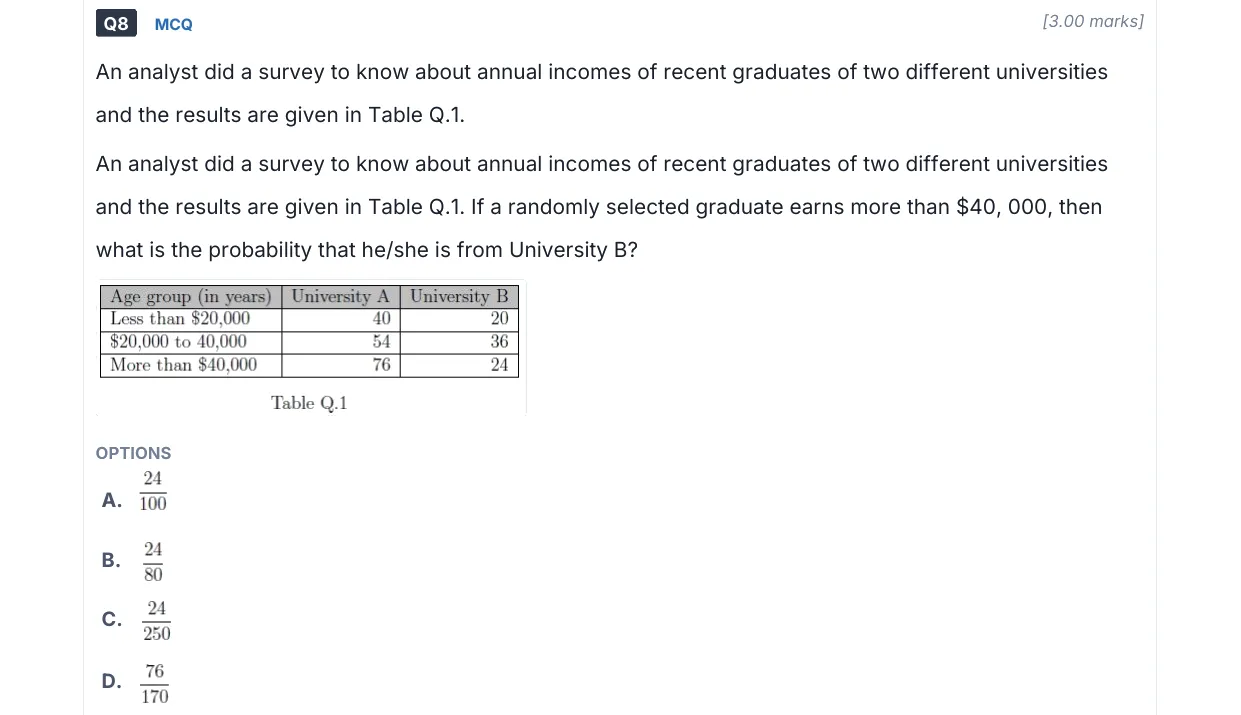 Q8 MCQ [3.00 marks]
An analyst did a survey to know about annual incomes of recent graduates of two different universities
and the results are given in Table Q.1.
An analyst did a survey to know about annual incomes of recent graduates of two different universities
and the results are given in Table Q.1. If a randomly selected graduate earns more than $40, 000, then
what is the probability that he/she is from University B?
Age group (in years) University A University B
Less than $20,000 40 20
$20,000 to 40,000 54 36
More than $40,000 76 24
Table Q.1
OPTIONS
A. 24/100
B. 24/80
C. 24/250
D. 76/170